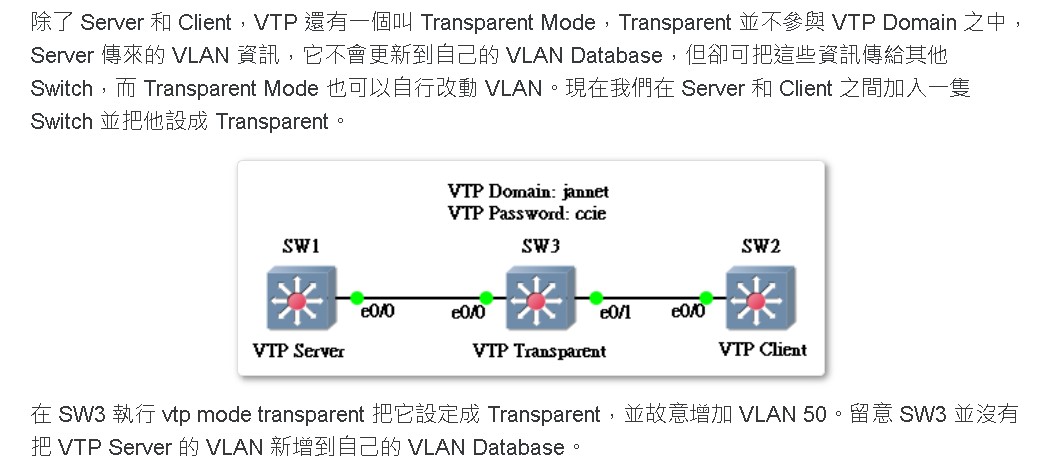 除了 Server 和 Client，VTP 還有一個叫 Transparent Mode，Transparent 並不參與 VTP Domain 之中，
Server 傳來的 VLAN 資訊，它不會更新到自己的 VLAN Database，但卻可把這些資訊傳給其他
Switch，而 Transparent Mode 也可以自行改動 VLAN。現在我們在 Server 和 Client 之間加入一隻
Switch 並把他設成 Transparent。
VTP Domain: jannet
VTP Password: ccie
SW1 SW3 SW2
e0/0 e0/0 e0/1 e0/0
VTP Server VTP Transparent VTP Client
在 SW3 執行 vtp mode transparent 把它設定成 Transparent，並故意增加 VLAN 50。留意 SW3 並沒有
把 VTP Server 的 VLAN 新增到自己的 VLAN Database。